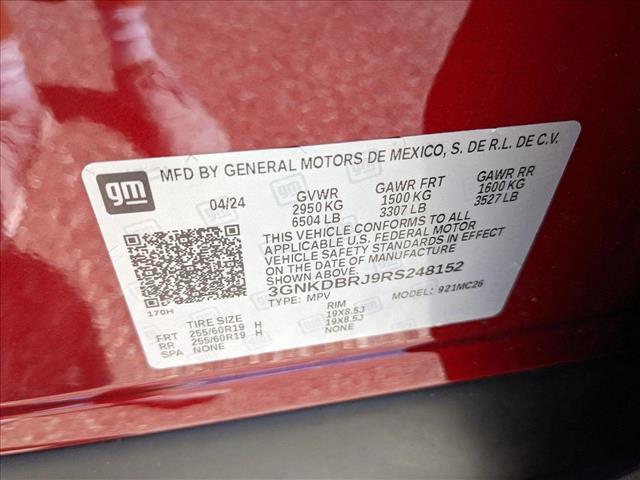 gm
MFD BY GENERAL MOTORS DE MEXICO, S. DE R.L. DE C.V.
04/24 GVWR GAWR FRT GAWR RR
2950 KG 1500 KG 1600 KG
6504 LB 3307 LB 3527 LB
THIS VEHICLE CONFORMS TO ALL
APPLICABLE U.S. FEDERAL MOTOR
VEHICLE SAFETY STANDARDS IN EFFECT
ON THE DATE OF MANUFACTURE
SHOWN ABOVE.
3GNKDBRJ9RS248152
170H TYPE: MPV MODEL: 921MC26
TIRE SIZE RIM
FRT 255/60R19 H 19X8.5J
RR 255/60R19 H 19X8.5J
SPA NONE NONE